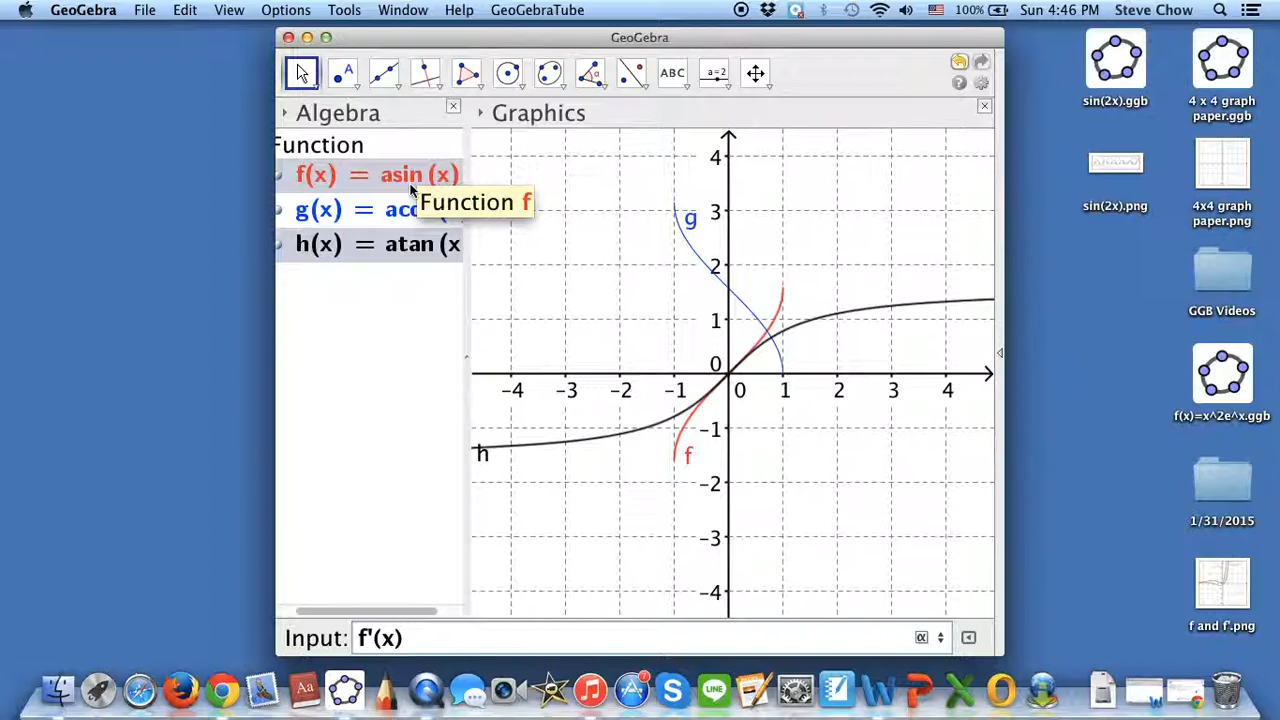 GeoGebra File Edit View Options Tools Window Help GeoGebraTube 100% Sun 4:46 PM Steve Chow
GeoGebra
A
ABC
a=2
Algebra
Graphics
Function
f(x) = asin (x)
Function f
g(x) = aco
h(x) = atan (x
4
3
2
1
0
-1
-2
-3
-4
-4 -3 -2 -1 0 1 2 3 4
g
f
h
Input: f'(x)
α
sin(2x).ggb
4 x 4 graph
paper.ggb
sin(2x).png
4x4 graph
paper.png
GGB Videos
f(x)=x^2e^x.ggb
1/31/2015
f and f'.png
Aa
LINE